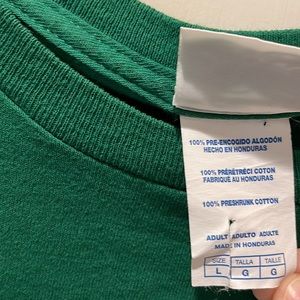 100% PRE-ENCOGIDO ALGODÓN
HECHO EN HONDURAS
100% PRÉRÉTRÉCI COTON
FABRIQUÉ AU HONDURAS
100% PRESHRUNK COTTON
ADULT ADULTO ADULTE
MADE IN HONDURAS
SIZE TALLA TAILLE
L G G